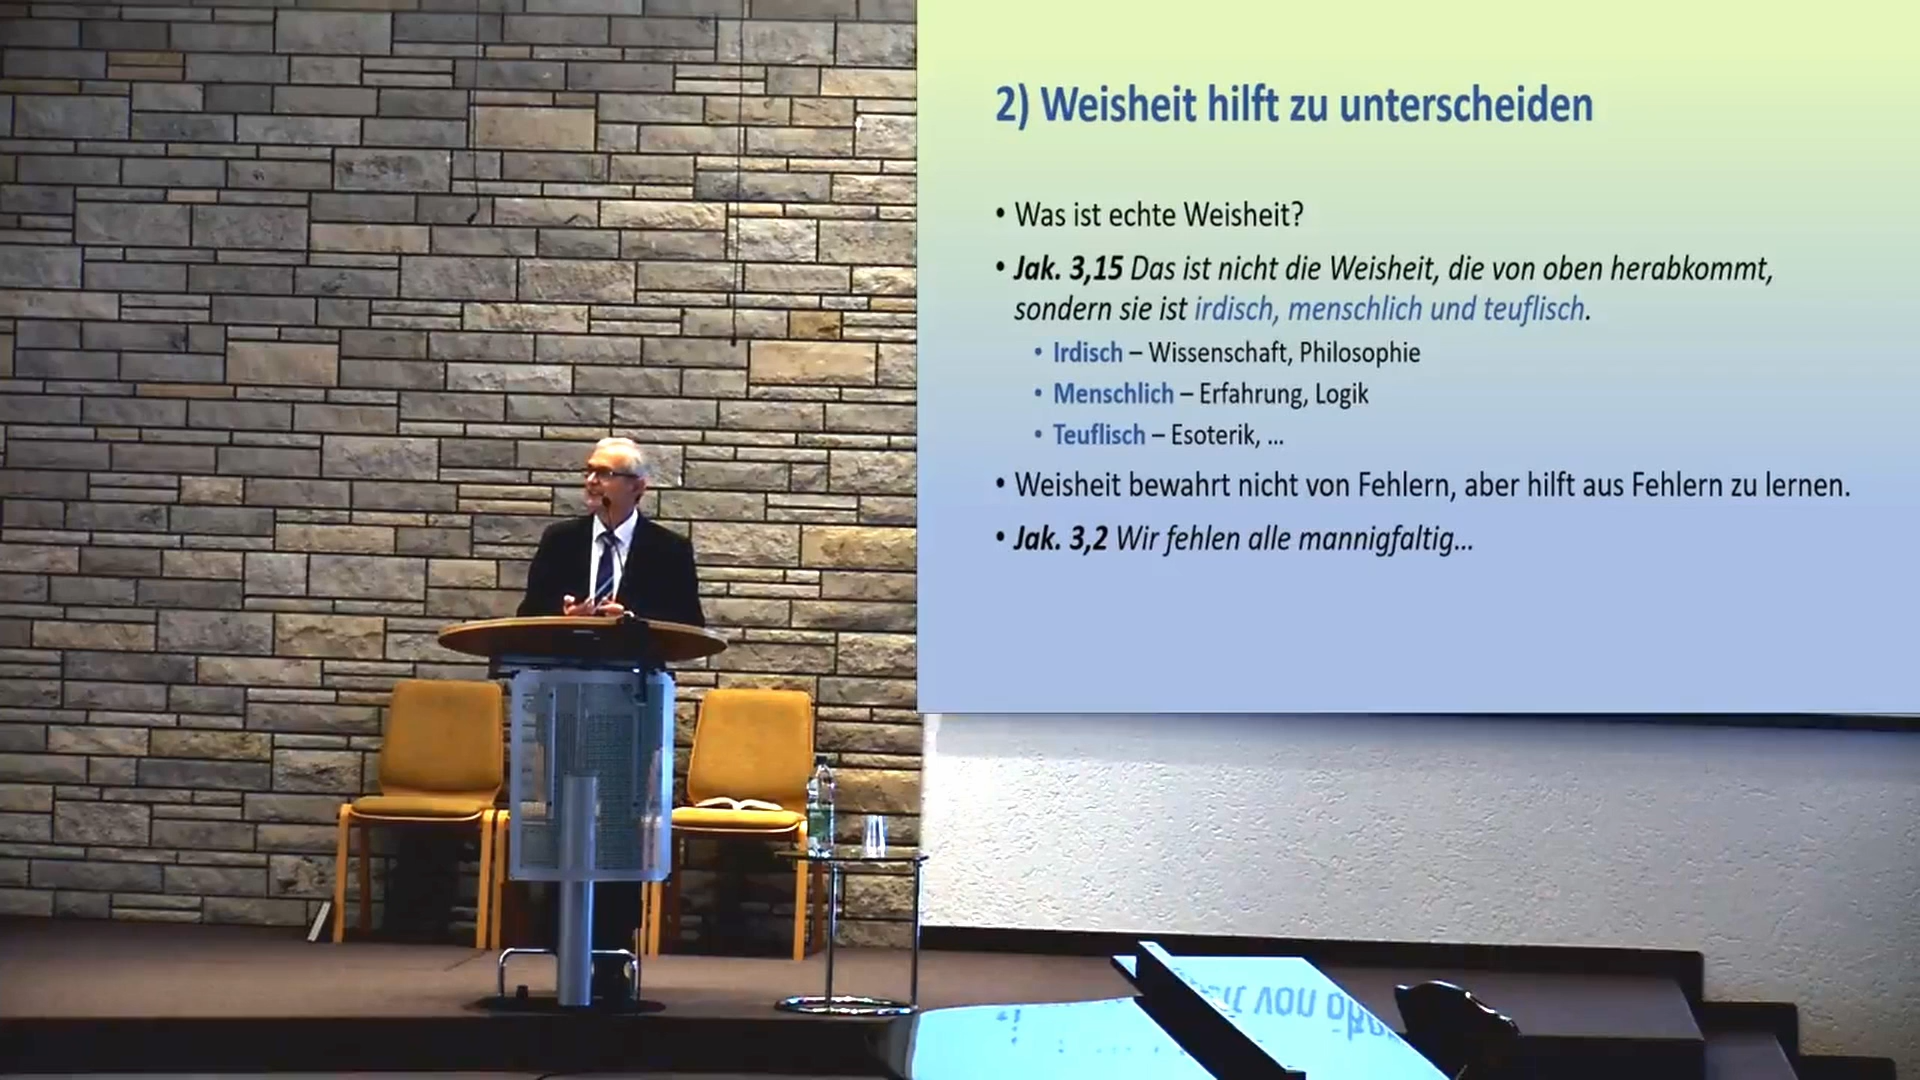 2) Weisheit hilft zu unterscheiden
• Was ist echte Weisheit?
• Jak. 3,15 Das ist nicht die Weisheit, die von oben herabkommt,
sondern sie ist irdisch, menschlich und teuflisch.
• Irdisch – Wissenschaft, Philosophie
• Menschlich – Erfahrung, Logik
• Teuflisch – Esoterik, ...
• Weisheit bewahrt nicht von Fehlern, aber hilft aus Fehlern zu lernen.
• Jak. 3,2 Wir fehlen alle mannigfaltig...
von